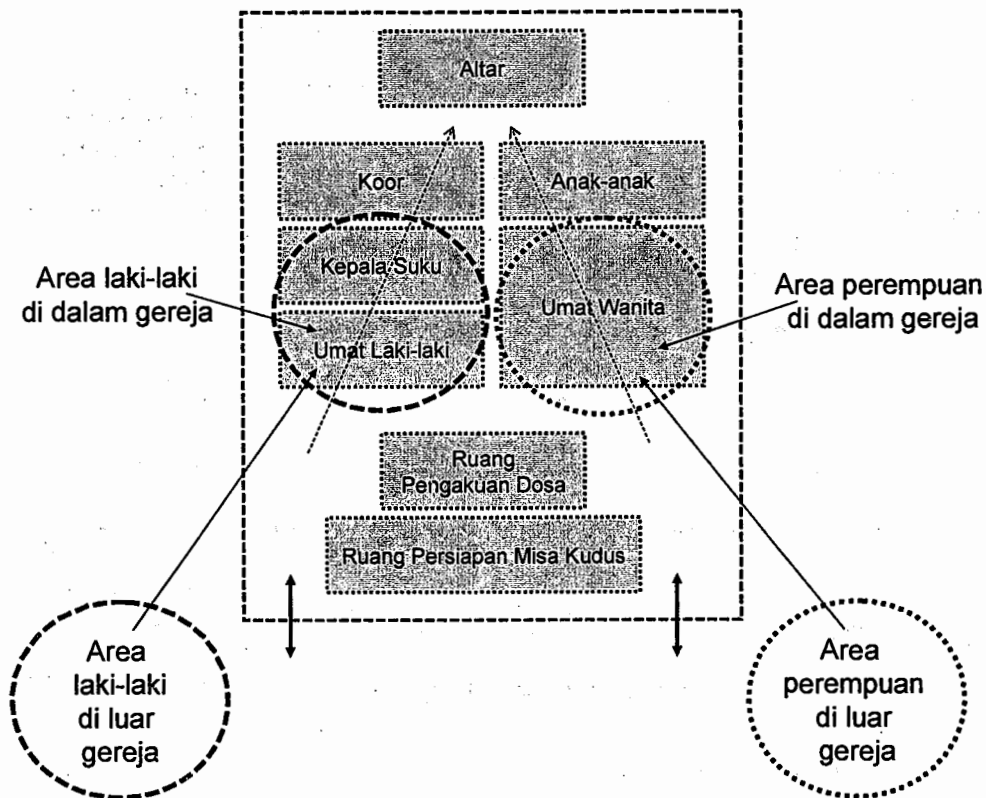 Altar
Koor
Anak-anak
Kepala Suku
Umat Wanita
Umat Laki-laki
Area laki-laki
di dalam gereja
Area perempuan
di dalam gereja
Ruang
Pengakuan Dosa
Ruang Persiapan Misa Kudus
Area
laki-laki
di luar
gereja
Area
perempuan
di luar
gereja